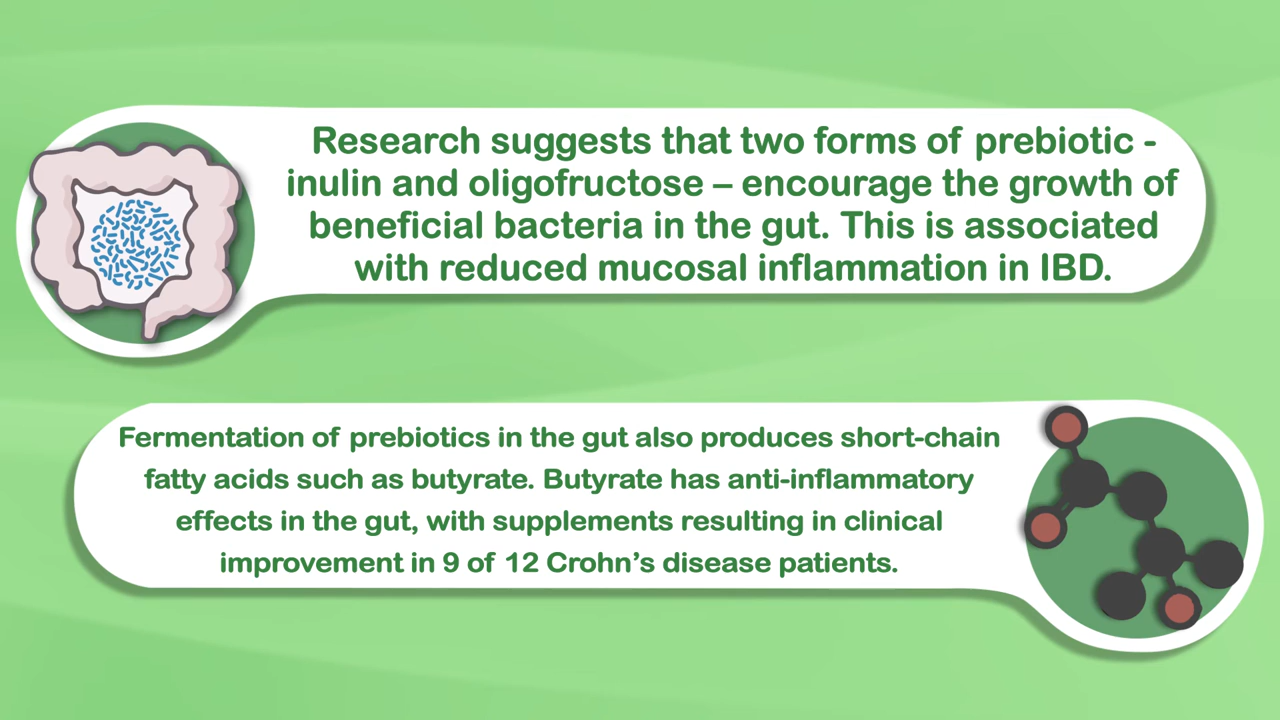 Research suggests that two forms of prebiotic -
inulin and oligofructose – encourage the growth of
beneficial bacteria in the gut. This is associated
with reduced mucosal inflammation in IBD.
Fermentation of prebiotics in the gut also produces short-chain
fatty acids such as butyrate. Butyrate has anti-inflammatory
effects in the gut, with supplements resulting in clinical
improvement in 9 of 12 Crohn’s disease patients.